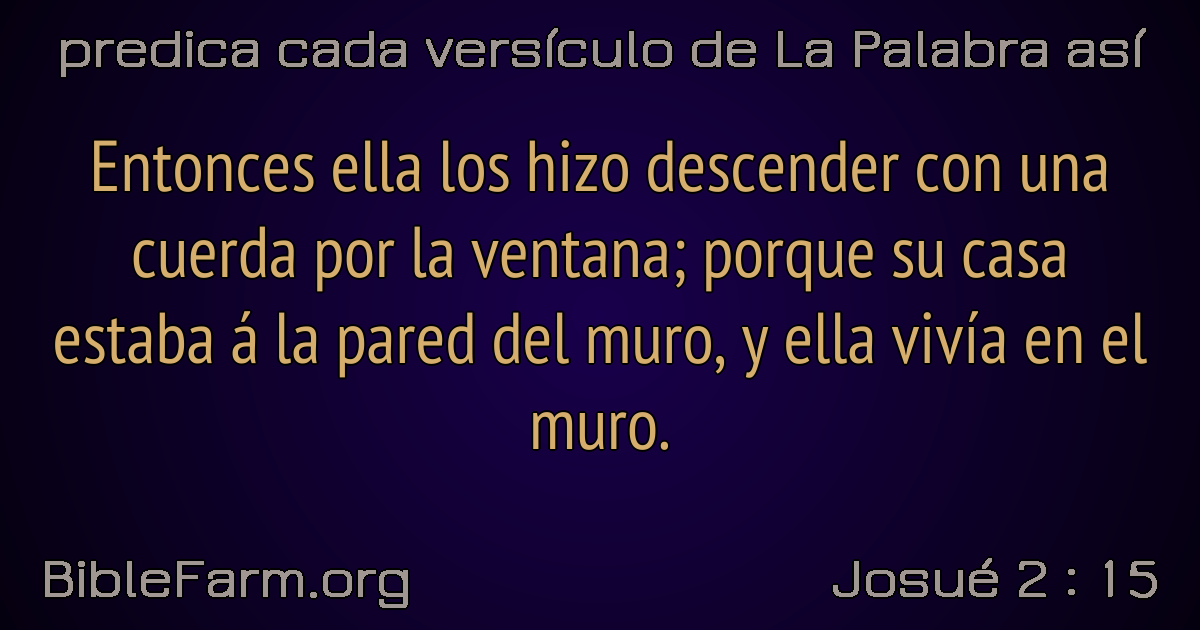 predica cada versículo de La Palabra así
Entonces ella los hizo descender con una
cuerda por la ventana; porque su casa
estaba á la pared del muro, y ella vivía en el
muro.
BibleFarm.org
Josué 2 : 15